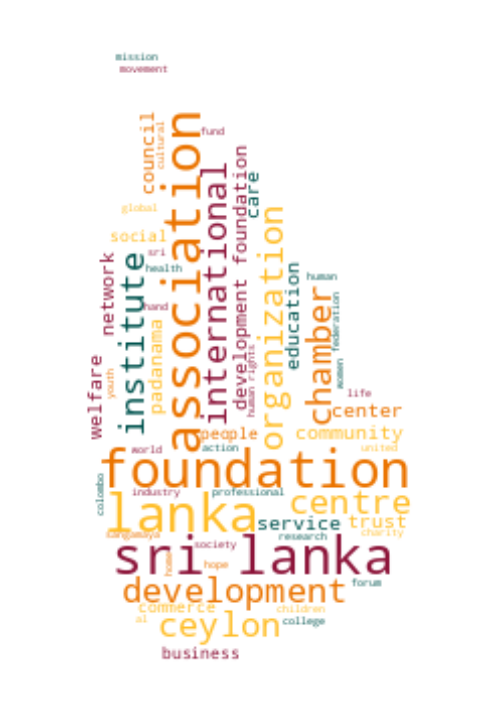 mission
movement
council
cultural
association
fund
international
development foundation
care
global
social
sri
health
organization
institute
network
hand
padanama
education
human
chamber
federation
women
human rights
welfare
youth
life
center
people
community
world
action
united
foundation
colombo
industry
professional
lanka
centre
service
trust
sangamaya
research
charity
society
sri lanka
home
hope
development
forum
commerce
children
al
ceylon
college
business